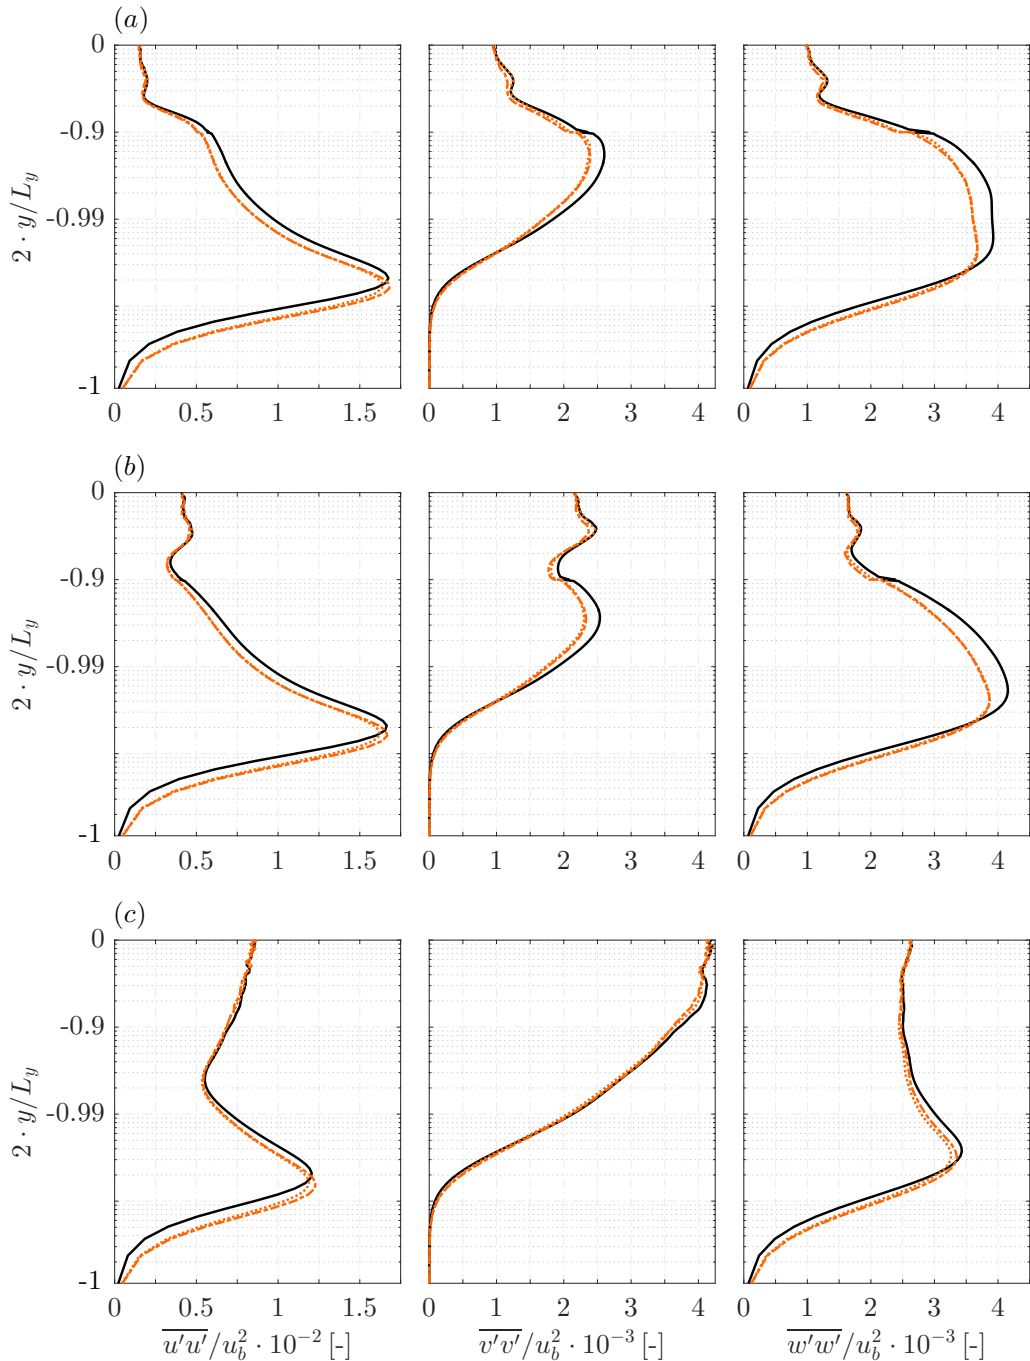 (a)
0
-0.9
-0.99
-1
2 · y/L_y
0 0.5 1 1.5
0 1 2 3 4
0 1 2 3 4
(b)
0
-0.9
-0.99
-1
2 · y/L_y
0 0.5 1 1.5
0 1 2 3 4
0 1 2 3 4
(c)
0
-0.9
-0.99
-1
2 · y/L_y
0 0.5 1 1.5
0 1 2 3 4
0 1 2 3 4
\overline{u'u'}/u_b^2 · 10^{-2} [-]
\overline{v'v'}/u_b^2 · 10^{-3} [-]
\overline{w'w'}/u_b^2 · 10^{-3} [-]